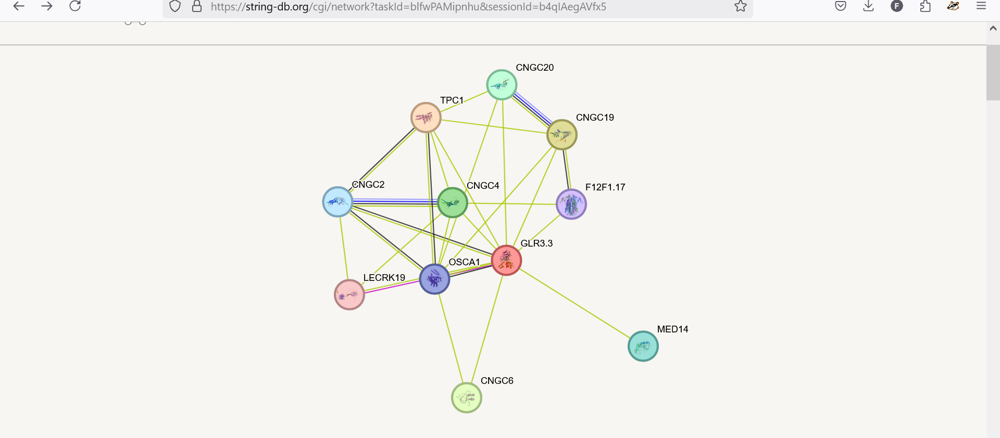 https://string-db.org/cgi/network?taskId=blfwPAMipnhu&sessionId=b4qIAegAVfx5
F
CNGC20
TPC1
CNGC19
CNGC2
CNGC4
F12F1.17
GLR3.3
OSCA1
LECRK19
MED14
CNGC6